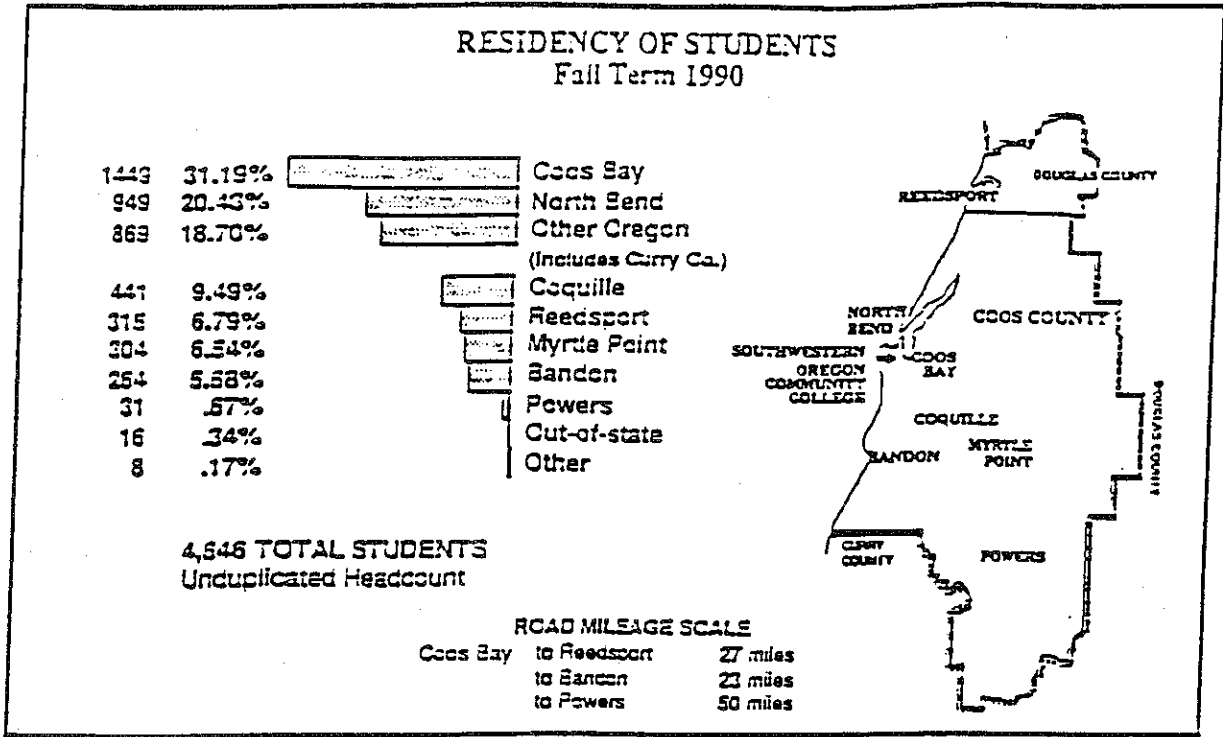 RESIDENCY OF STUDENTS
Fall Term 1990
1449 31.19% Coos Bay
949 20.43% North Bend
869 18.70% Other Oregon
(Includes Curry Co.)
441 9.49% Coquille
315 6.79% Reedsport
304 6.54% Myrtle Point
264 5.68% Bandon
31 .67% Powers
16 .34% Out-of-state
8 .17% Other
4,646 TOTAL STUDENTS
Unduplicated Headcount
ROAD MILEAGE SCALE
Coos Bay to Reedsport 27 miles
to Bandon 23 miles
to Powers 50 miles
DOUGLAS COUNTY
REEDSPORT
NORTH
BEND
COOS COUNTY
SOUTHWESTERN
OREGON
COMMUNITY
COLLEGE
COOS
BAY
COQUILLE
MYRTLE
POINT
BANDON
DOUGLAS COUNTY
CURRY
COUNTY
POWERS